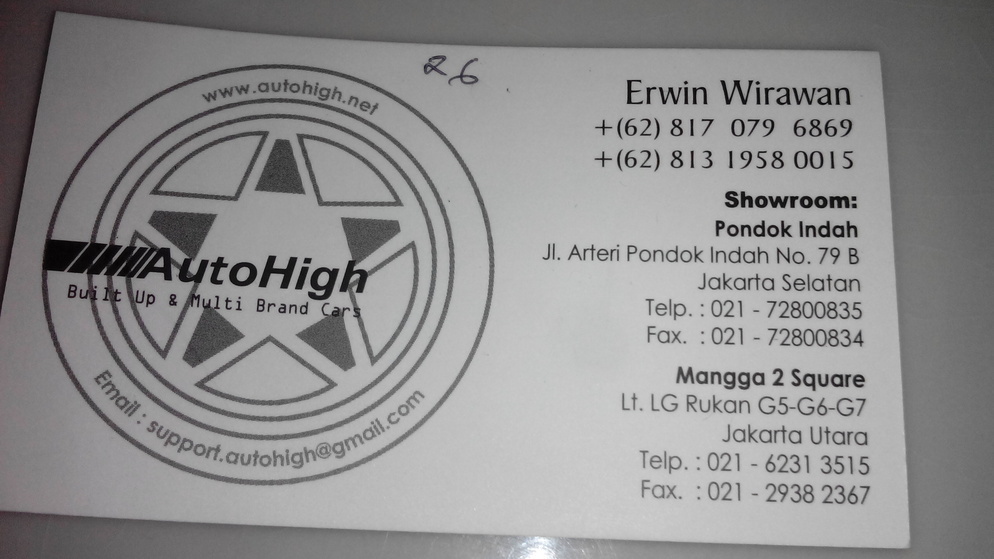 26
www.autohigh.net
AutoHigh
Built Up & Multi Brand Cars
Email : support.autohigh@gmail.com
Erwin Wirawan
+(62) 817 079 6869
+(62) 813 1958 0015
Showroom:
Pondok Indah
Jl. Arteri Pondok Indah No. 79 B
Jakarta Selatan
Telp. : 021 - 72800835
Fax. : 021 - 72800834
Mangga 2 Square
Lt. LG Rukan G5-G6-G7
Jakarta Utara
Telp. : 021 - 6231 3515
Fax. : 021 - 2938 2367